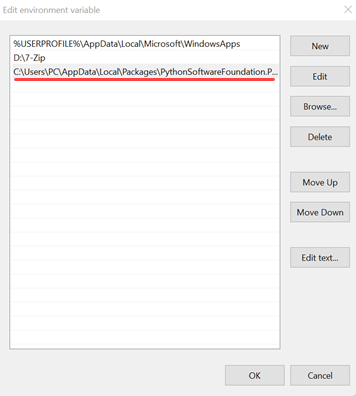 Edit environment variable
%USERPROFILE%\AppData\Local\Microsoft\WindowsApps
D:\7-Zip
C:\Users\PC\AppData\Local\Packages\PythonSoftwareFoundation.P...
New
Edit
Browse...
Delete
Move Up
Move Down
Edit text...
OK
Cancel